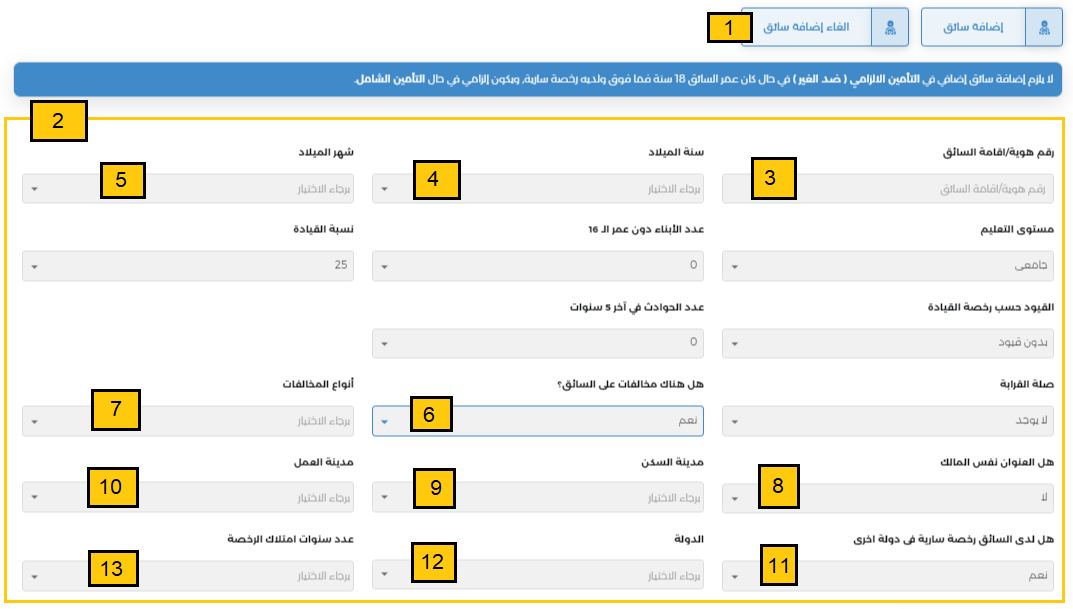 إضافة سائق
الغاء إضافة سائق
1
لا يلزم إضافة سائق إضافي في التأمين الالزامي ( ضد الغير ) في حال كان عمر السائق 18 سنة فما فوق ولديه رخصة سارية، ويكون إلزامي في حال التأمين الشامل.
2
رقم هوية/اقامة السائق
سنة الميلاد
شهر الميلاد
رقم هوية/اقامة السائق
3
برجاء الاختيار
4
برجاء الاختيار
5
مستوى التعليم
عدد الأبناء دون عمر الـ 16
نسبة القيادة
جامعى
0
25
القيود حسب رخصة القيادة
عدد الحوادث في آخر 5 سنوات
بدون قيود
0
صلة القرابة
هل هناك مخالفات على السائق؟
أنواع المخالفات
لا يوجد
نعم
6
برجاء الاختيار
7
هل العنوان نفس المالك
مدينة السكن
مدينة العمل
لا
8
برجاء الاختيار
9
برجاء الاختيار
10
هل لدى السائق رخصة سارية فى دولة اخرى
الدولة
عدد سنوات امتلاك الرخصة
نعم
11
برجاء الاختيار
12
برجاء الاختيار
13